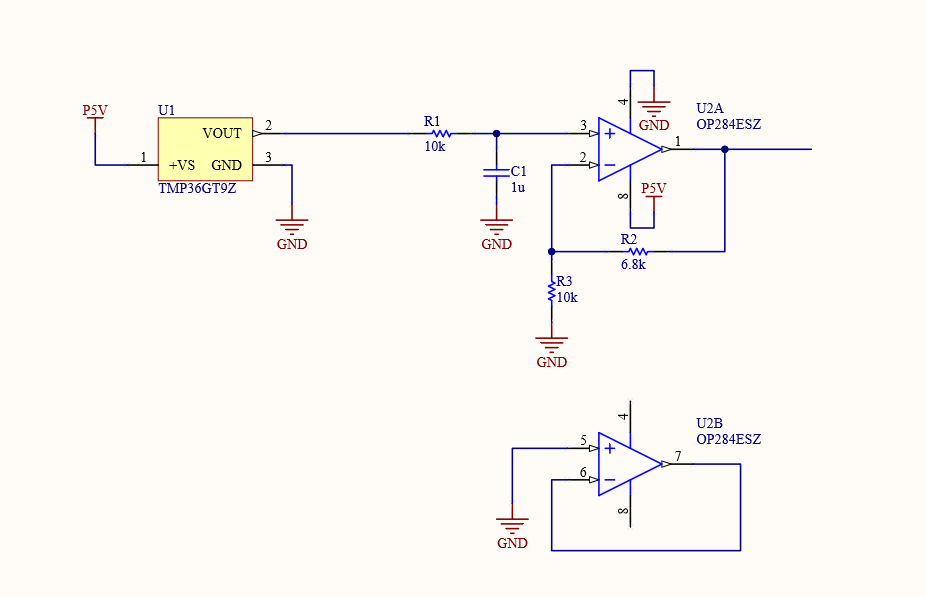 P5V
U1
VOUT
2
1
+VS
GND
3
TMP36GT9Z
GND
R1
10k
C1
1u
GND
3
2
4
GND
U2A
OP284ESZ
1
8
P5V
R2
6.8k
R3
10k
GND
5
6
4
U2B
OP284ESZ
7
8
GND